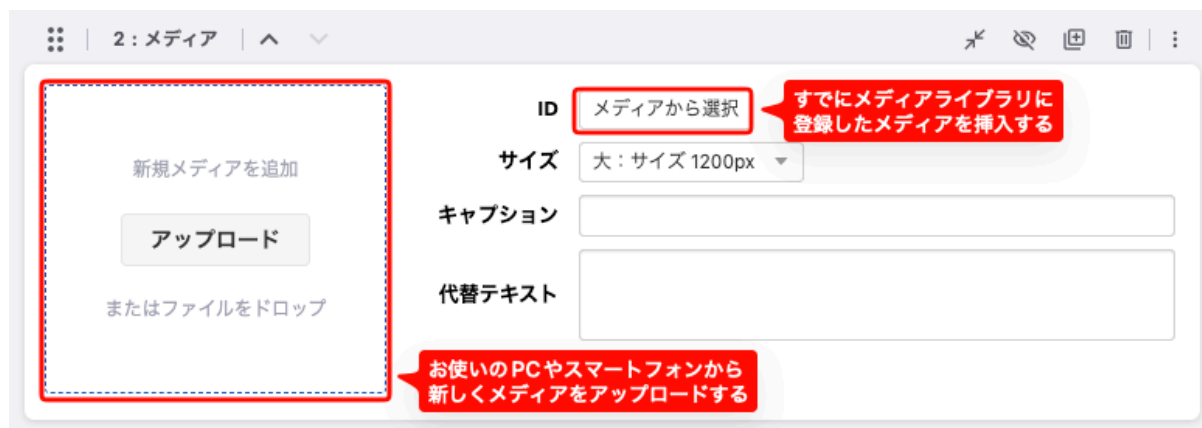 2：メディア
ID
メディアから選択
すでにメディアライブラリに
登録したメディアを挿入する
新規メディアを追加
サイズ
大：サイズ 1200px
キャプション
アップロード
代替テキスト
またはファイルをドロップ
お使いのPCやスマートフォンから
新しくメディアをアップロードする